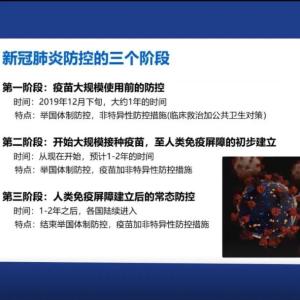 新冠肺炎防控的三个阶段
第一阶段：疫苗大规模使用前的防控
时间：2019年12月下旬，大约1年的时间
特点：举国体制防控，非特异性防控措施(临床救治加公共卫生对策)
第二阶段：开始大规模接种疫苗，至人类免疫屏障的初步建立
时间：从现在开始，预计1-2年的时间
特点：举国体制防控，疫苗加非特异性防控措施
第三阶段：人类免疫屏障建立后的常态防控
时间：1-2年之后，各国陆续进入
特点：结束举国体制防控，疫苗加非特异性防控措施